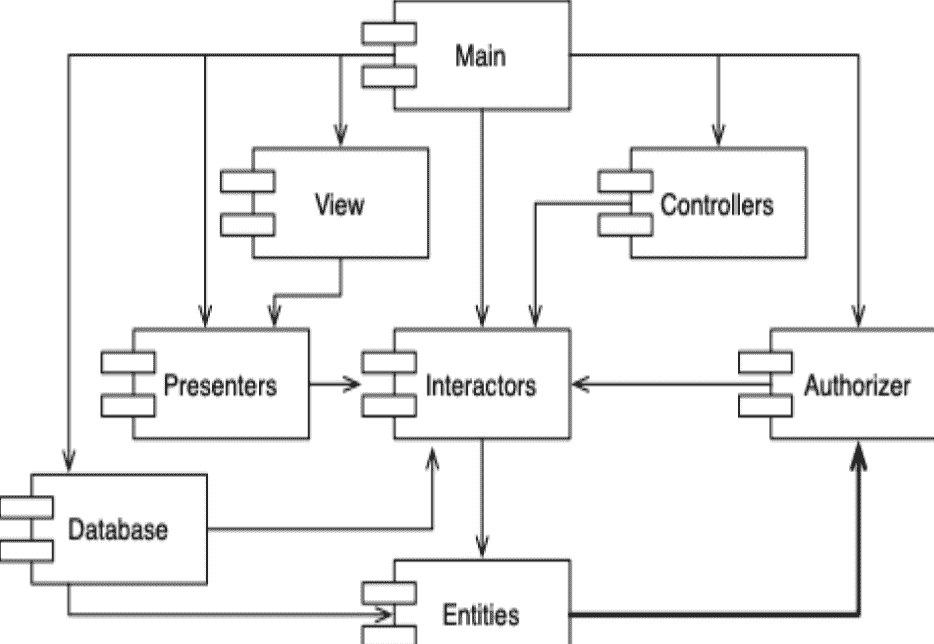 Main
View
Controllers
Presenters
Interactors
Authorizer
Database
Entities